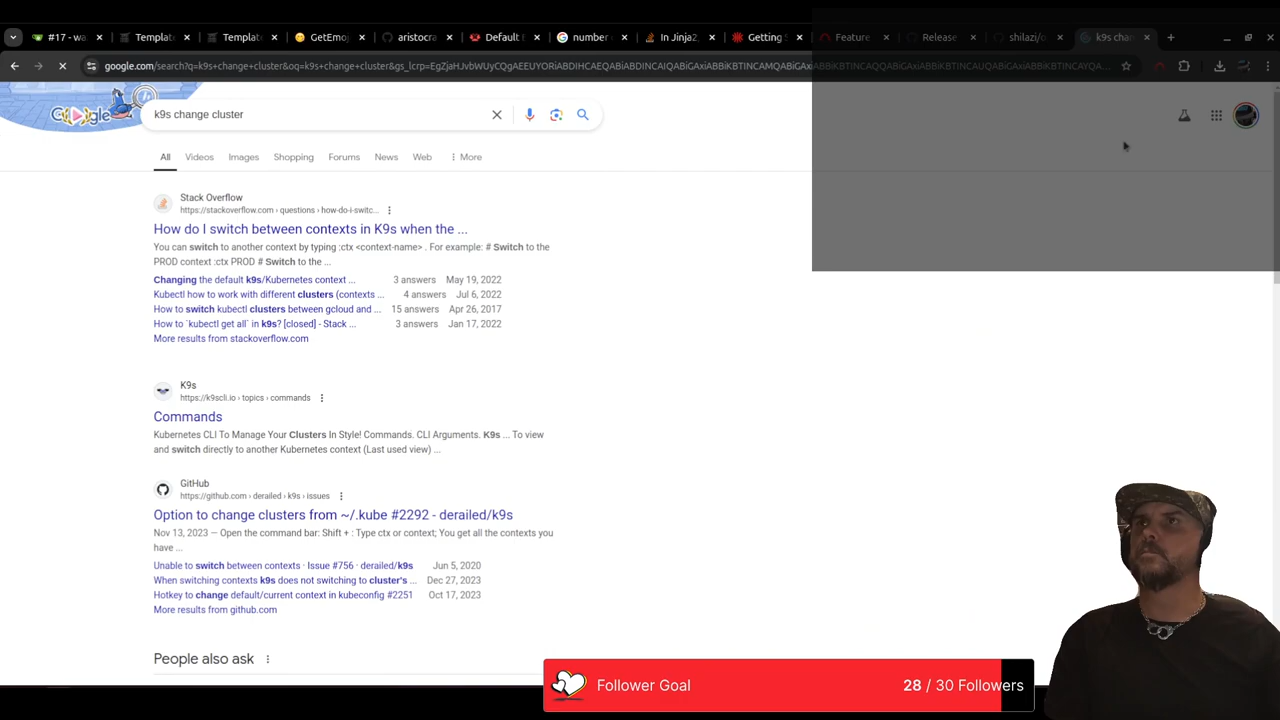 #17 - wa
Template
Template
GetEmoj
aristocra
Default E
number
In Jinja2,
Getting S
Feature
Release
shilazi/o
k9s chan
google.com/search?q=k9s+change+cluster&oq=k9s+change+cluster&gs_lcrp=
k9s change cluster
All
Videos
Images
Shopping
Forums
News
Web
More
Stack Overflow
https://stackoverflow.com › questions › how-do-i-switc...
How do I switch between contexts in K9s when the ...
You can switch to another context by typing :ctx <context-name> . For example: # Switch to the
PROD context :ctx PROD # Switch to the ...
Changing the default k9s/Kubernetes context ... 3 answers May 19, 2022
Kubectl how to work with different clusters (contexts ... 4 answers Jul 6, 2022
How to switch kubectl clusters between gcloud and ... 15 answers Apr 26, 2017
How to `kubectl get all` in k9s? [closed] - Stack ... 3 answers Jan 17, 2022
More results from stackoverflow.com
K9s
https://k9scli.io › topics › commands
Commands
Kubernetes CLI To Manage Your Clusters In Style! Commands. CLI Arguments. K9s ... To view
and switch directly to another Kubernetes context (Last used view) ...
GitHub
https://github.com › derailed › k9s › issues
Option to change clusters from ~/.kube #2292 - derailed/k9s
Nov 13, 2023 — Open the command bar: Shift + : Type ctx or context; You get all the contexts you
have ...
Unable to switch between contexts · Issue #756 · derailed/k9s Jun 5, 2020
When switching contexts k9s does not switching to cluster's ... Dec 27, 2023
Hotkey to change default/current context in kubeconfig #2251 Oct 17, 2023
More results from github.com
People also ask
Follower Goal
28 / 30 Followers